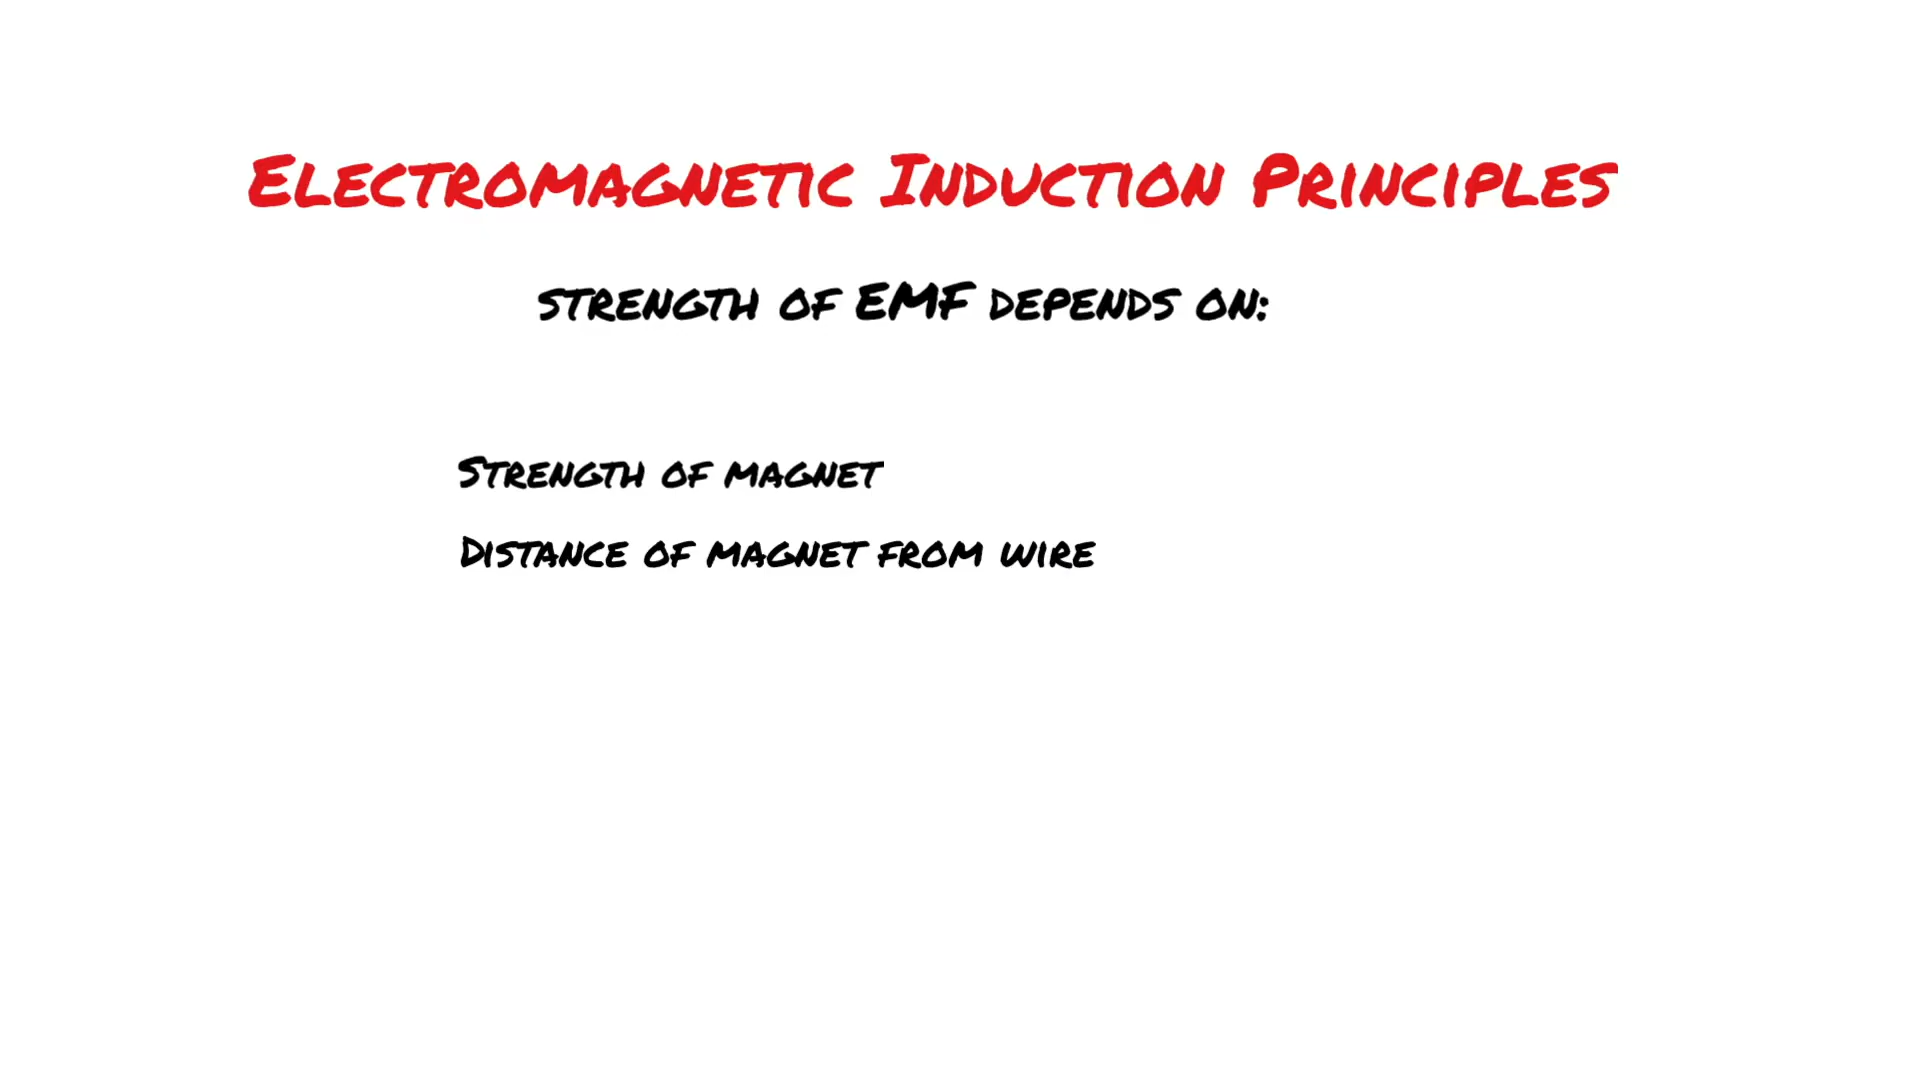 Electromagnetic Induction Principles
strength of EMF depends on:
Strength of magnet
Distance of magnet from wire